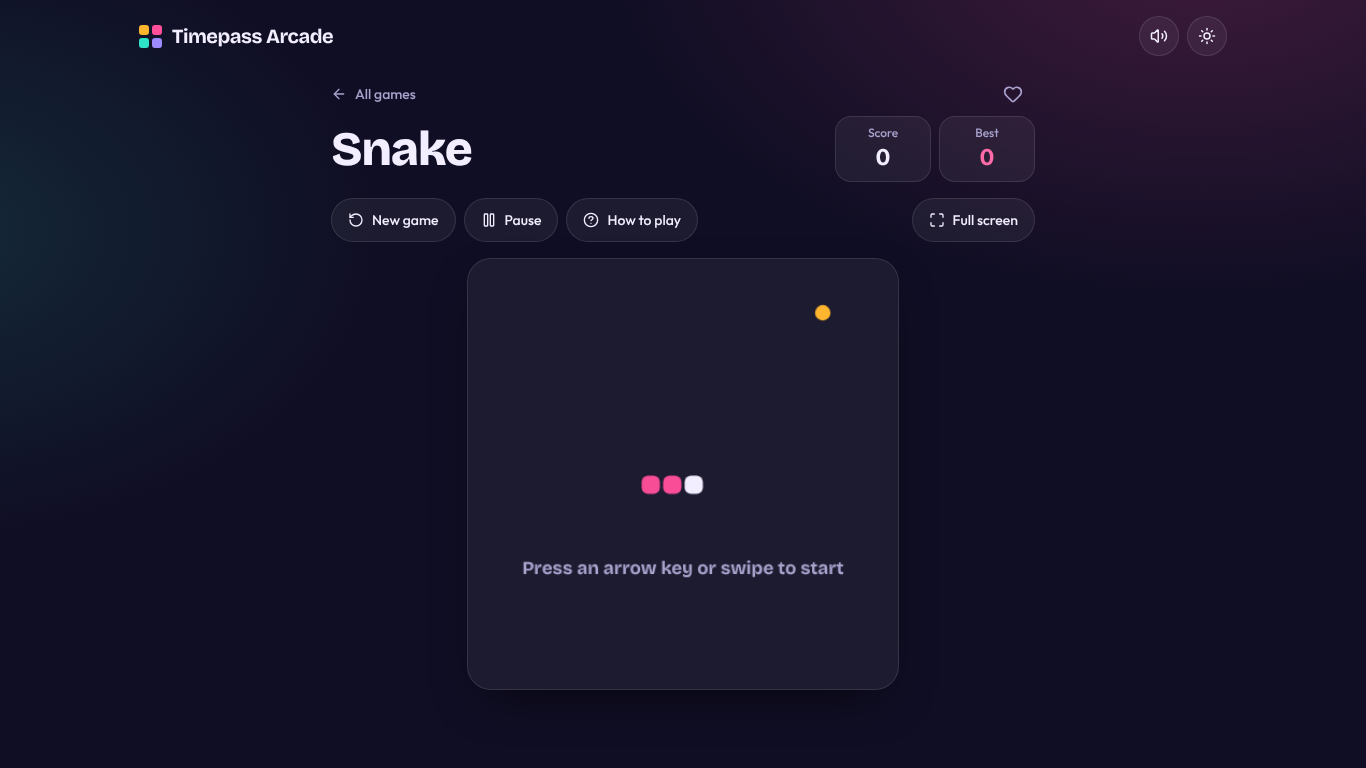 Timepass Arcade
All games
Snake
Score
0
Best
0
New game
Pause
How to play
Full screen
Press an arrow key or swipe to start